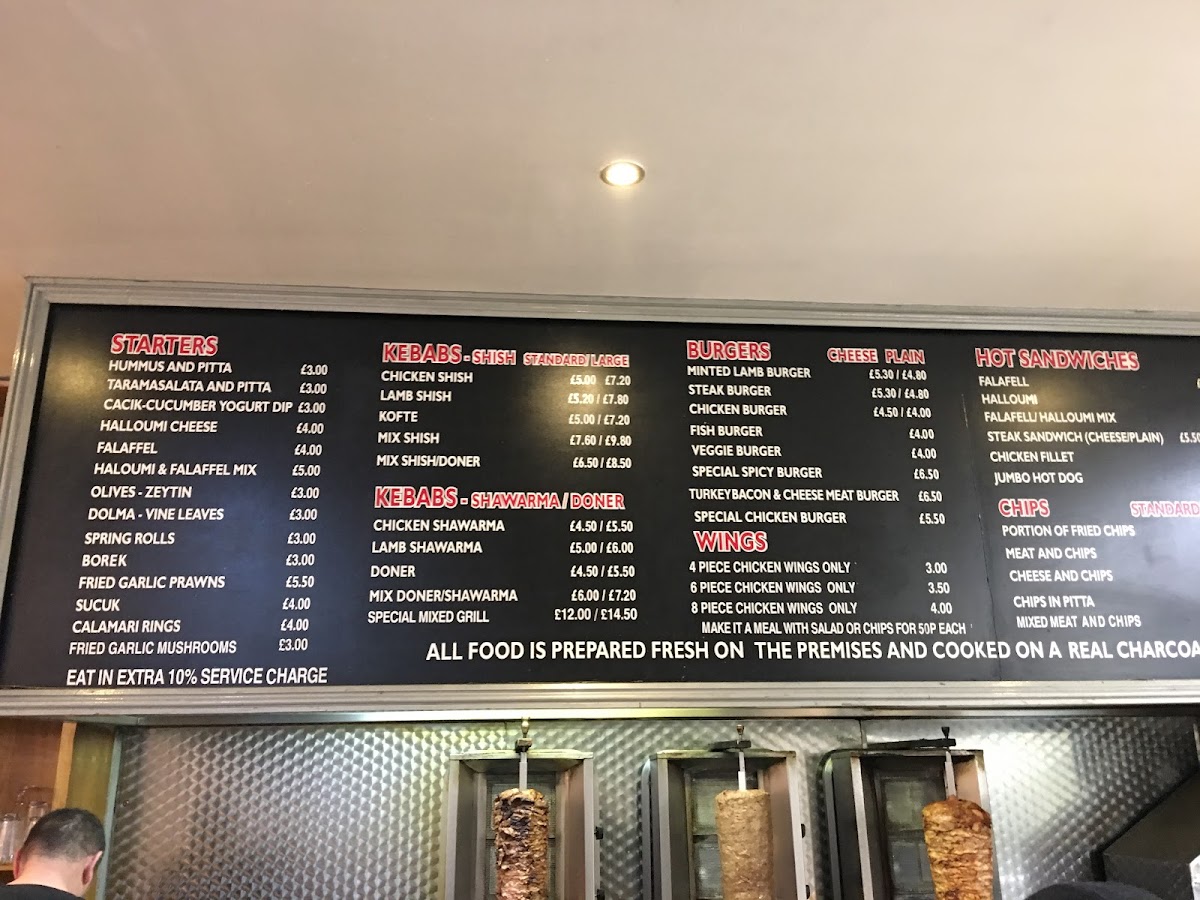 STARTERS
HUMMUS AND PITTA £3.00
TARAMASALATA AND PITTA £3.00
CACIK-CUCUMBER YOGURT DIP £3.00
HALLOUMI CHEESE £4.00
FALAFFEL £4.00
HALOUMI & FALAFFEL MIX £5.00
OLIVES - ZEYTIN £3.00
DOLMA - VINE LEAVES £3.00
SPRING ROLLS £3.00
BOREK £3.00
FRIED GARLIC PRAWNS £5.50
SUCUK £4.00
CALAMARI RINGS £4.00
FRIED GARLIC MUSHROOMS £3.00
EAT IN EXTRA 10% SERVICE CHARGE
KEBABS - SHISH STANDARD/LARGE
CHICKEN SHISH £5.00 £7.20
LAMB SHISH £5.20 / £7.80
KOFTE £5.00 / £7.20
MIX SHISH £7.60 / £9.80
MIX SHISH/DONER £6.50 / £8.50
KEBABS - SHAWARMA/DONER
CHICKEN SHAWARMA £4.50 / £5.50
LAMB SHAWARMA £5.00 / £6.00
DONER £4.50 / £5.50
MIX DONER/SHAWARMA £6.00 / £7.20
SPECIAL MIXED GRILL £12.00 / £14.50
BURGERS CHEESE PLAIN
MINTED LAMB BURGER £5.30 / £4.80
STEAK BURGER £5.30 / £4.80
CHICKEN BURGER £4.50 / £4.00
FISH BURGER £4.00
VEGGIE BURGER £4.00
SPECIAL SPICY BURGER £6.50
TURKEYBACON & CHEESE MEAT BURGER £6.50
SPECIAL CHICKEN BURGER £5.50
WINGS
4 PIECE CHICKEN WINGS ONLY 3.00
6 PIECE CHICKEN WINGS ONLY 3.50
8 PIECE CHICKEN WINGS ONLY 4.00
MAKE IT A MEAL WITH SALAD OR CHIPS FOR 50P EACH
HOT SANDWICHES
FALAFELL
HALLOUMI
FALAFELL/ HALLOUMI MIX
STEAK SANDWICH (CHEESE/PLAIN) £5.50
CHICKEN FILLET
JUMBO HOT DOG
CHIPS STANDARD
PORTION OF FRIED CHIPS
MEAT AND CHIPS
CHEESE AND CHIPS
CHIPS IN PITTA
MIXED MEAT AND CHIPS
ALL FOOD IS PREPARED FRESH ON THE PREMISES AND COOKED ON A REAL CHARCOA